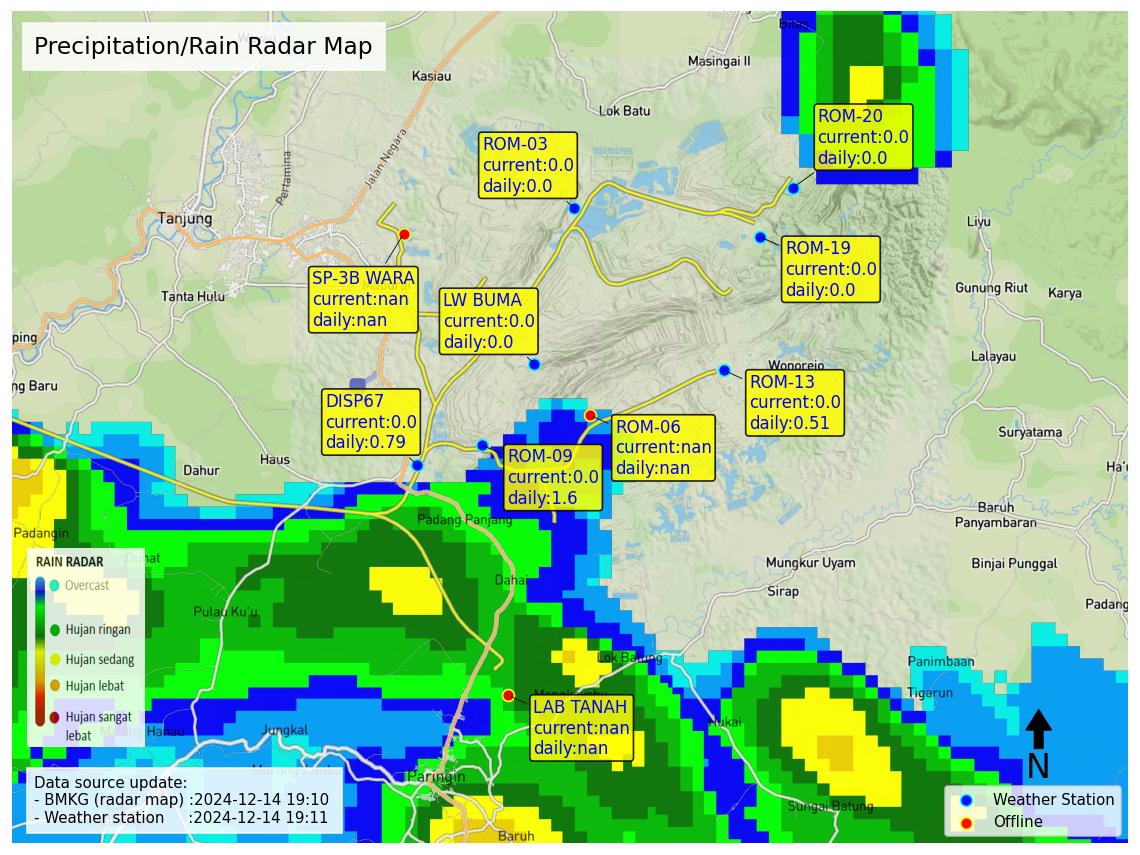 Precipitation/Rain Radar Map
Bilas
Masingai II
Kasiau
Lok Batu
Jalan Negara
Pertamina
Tanjung
ROM-20
current:0.0
daily:0.0
ROM-03
current:0.0
daily:0.0
Liyu
ROM-19
current:0.0
daily:0.0
SP-3B WARA
current:nan
daily:nan
Tanta Hulu
LW BUMA
current:0.0
daily:0.0
Gunung Riut
Karya
ping
Lalayau
Wonorejo
ng Baru
ROM-13
current:0.0
daily:0.51
DISP67
current:0.0
daily:0.79
ROM-06
current:nan
daily:nan
Suryatama
ROM-09
current:0.0
daily:1.6
Haus
Dahur
Ha'u
Baruh
Panyambaran
Padang Panjang
Padangin
Mungkur Uyam
Binjai Punggal
Dahai
Sirap
Padang
Pulau Ku'u
RAIN RADAR
Overcast
Hujan ringan
Hujan sedang
Hujan lebat
Hujan sangat
lebat
Lok Batung
Panimbaan
Tigarun
LAB TANAH
current:nan
daily:nan
Hukai
Jungkal
Paringin
N
Data source update:
- BMKG (radar map) :2024-12-14 19:10
- Weather station :2024-12-14 19:11
Weather Station
Offline
Sungai Batung
Baruh